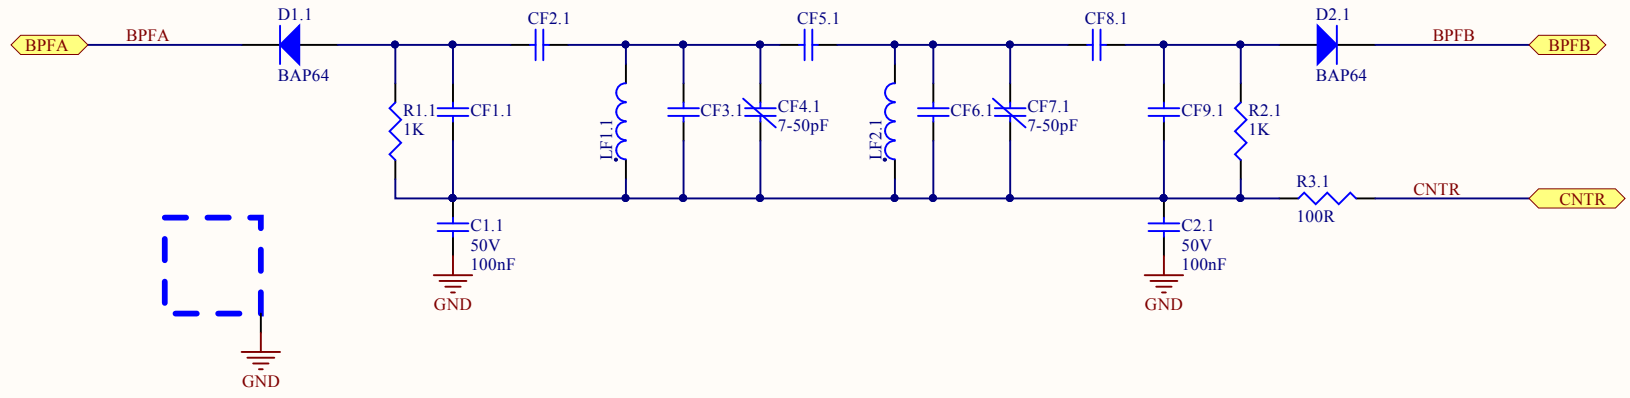 D1.1
CF2.1
CF5.1
CF8.1
D2.1
BPFA
BPFA
BPFB
BPFB
BAP64
BAP64
R1.1
1K
CF1.1
LF1.1
CF3.1
CF4.1
7-50pF
LF2.1
CF6.1
CF7.1
7-50pF
CF9.1
R2.1
1K
R3.1
100R
CNTR
CNTR
C1.1
50V
100nF
GND
C2.1
50V
100nF
GND
GND